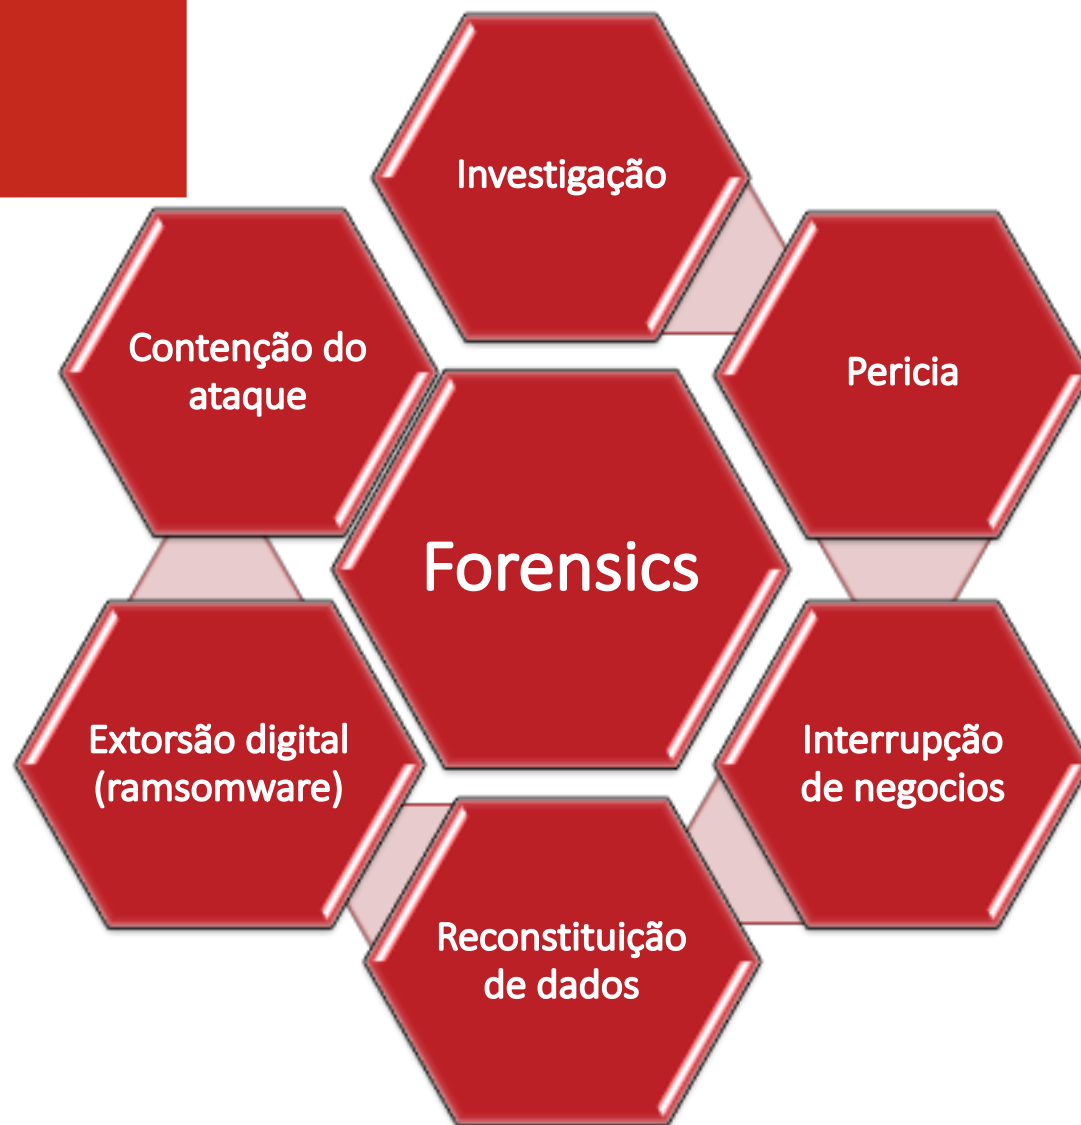 Investigação
Contenção do
ataque
Pericia
Forensics
Extorsão digital
(ramsomware)
Interrupção
de negocios
Reconstituição
de dados